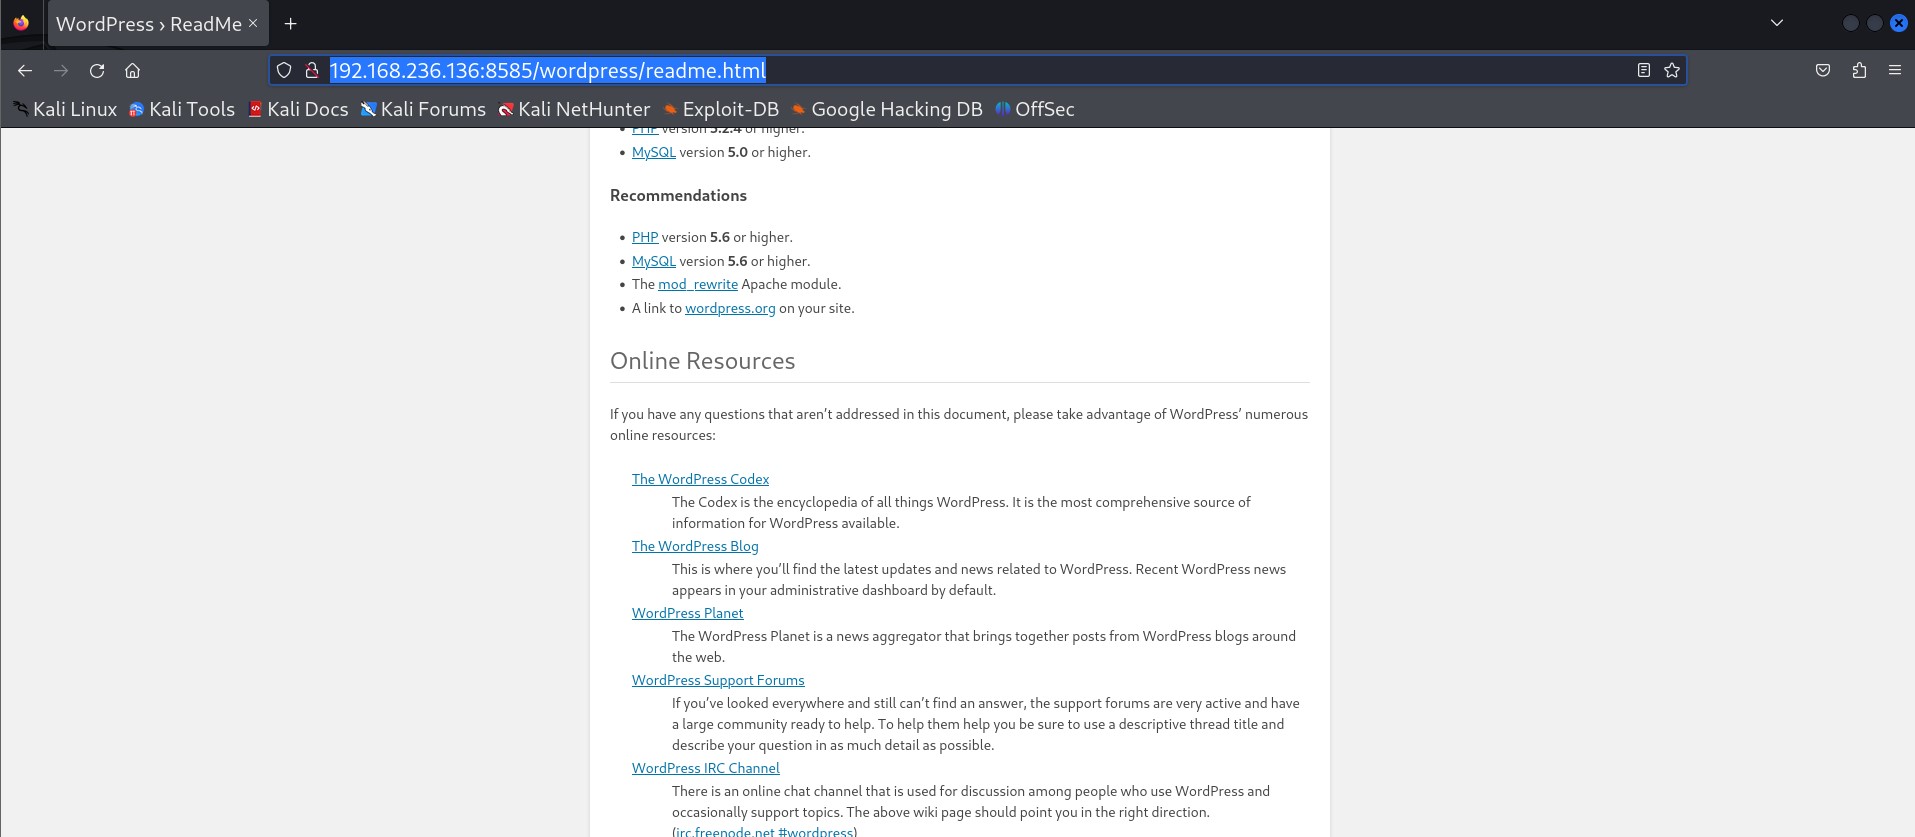 WordPress › ReadMe
192.168.236.136:8585/wordpress/readme.html
Kali Linux Kali Tools Kali Docs Kali Forums Kali NetHunter Exploit-DB Google Hacking DB OffSec
PHP version 5.2.4 or higher.
MySQL version 5.0 or higher.
Recommendations
PHP version 5.6 or higher.
MySQL version 5.6 or higher.
The mod_rewrite Apache module.
A link to wordpress.org on your site.
Online Resources
If you have any questions that aren’t addressed in this document, please take advantage of WordPress’ numerous
online resources:
The WordPress Codex
The Codex is the encyclopedia of all things WordPress. It is the most comprehensive source of
information for WordPress available.
The WordPress Blog
This is where you’ll find the latest updates and news related to WordPress. Recent WordPress news
appears in your administrative dashboard by default.
WordPress Planet
The WordPress Planet is a news aggregator that brings together posts from WordPress blogs around
the web.
WordPress Support Forums
If you’ve looked everywhere and still can’t find an answer, the support forums are very active and have
a large community ready to help. To help them help you be sure to use a descriptive thread title and
describe your question in as much detail as possible.
WordPress IRC Channel
There is an online chat channel that is used for discussion among people who use WordPress and
occasionally support topics. The above wiki page should point you in the right direction.
(irc.freenode.net #wordpress)